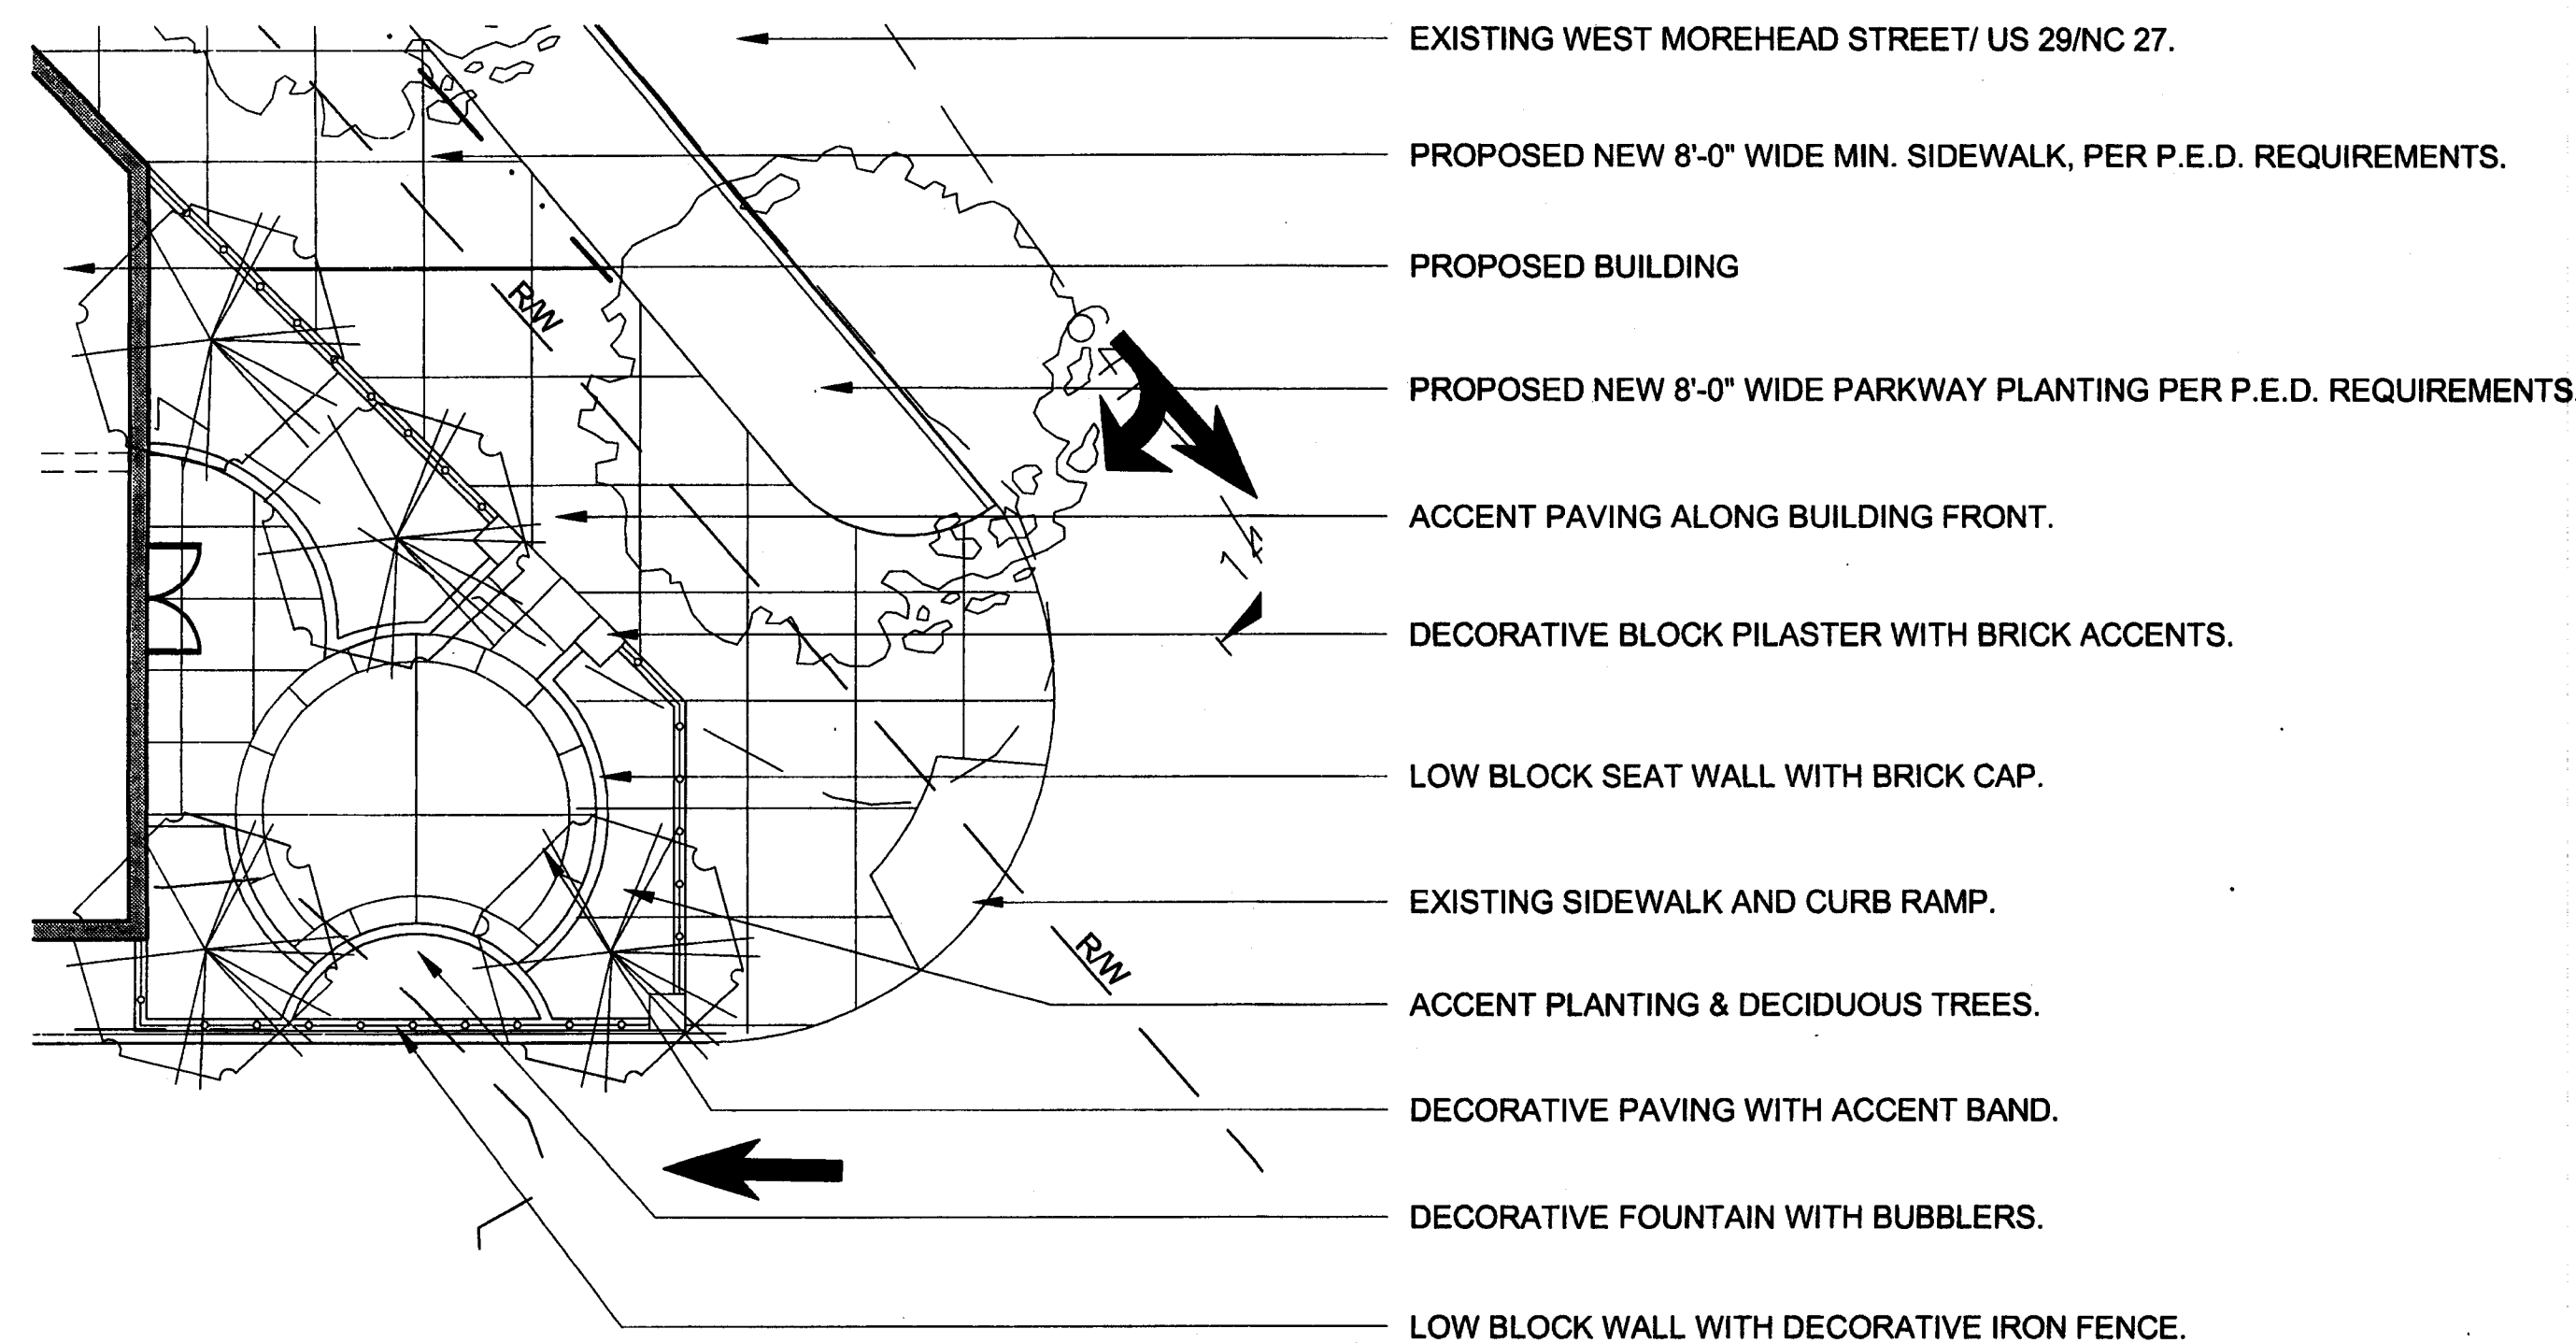 EXISTING WEST MOREHEAD STREET/ US 29/NC 27.
PROPOSED NEW 8'-0" WIDE MIN. SIDEWALK, PER P.E.D. REQUIREMENTS.
PROPOSED BUILDING
R/W
PROPOSED NEW 8'-0" WIDE PARKWAY PLANTING PER P.E.D. REQUIREMENTS
ACCENT PAVING ALONG BUILDING FRONT.
DECORATIVE BLOCK PILASTER WITH BRICK ACCENTS.
LOW BLOCK SEAT WALL WITH BRICK CAP.
EXISTING SIDEWALK AND CURB RAMP.
R/W
ACCENT PLANTING & DECIDUOUS TREES.
DECORATIVE PAVING WITH ACCENT BAND.
DECORATIVE FOUNTAIN WITH BUBBLERS.
LOW BLOCK WALL WITH DECORATIVE IRON FENCE.